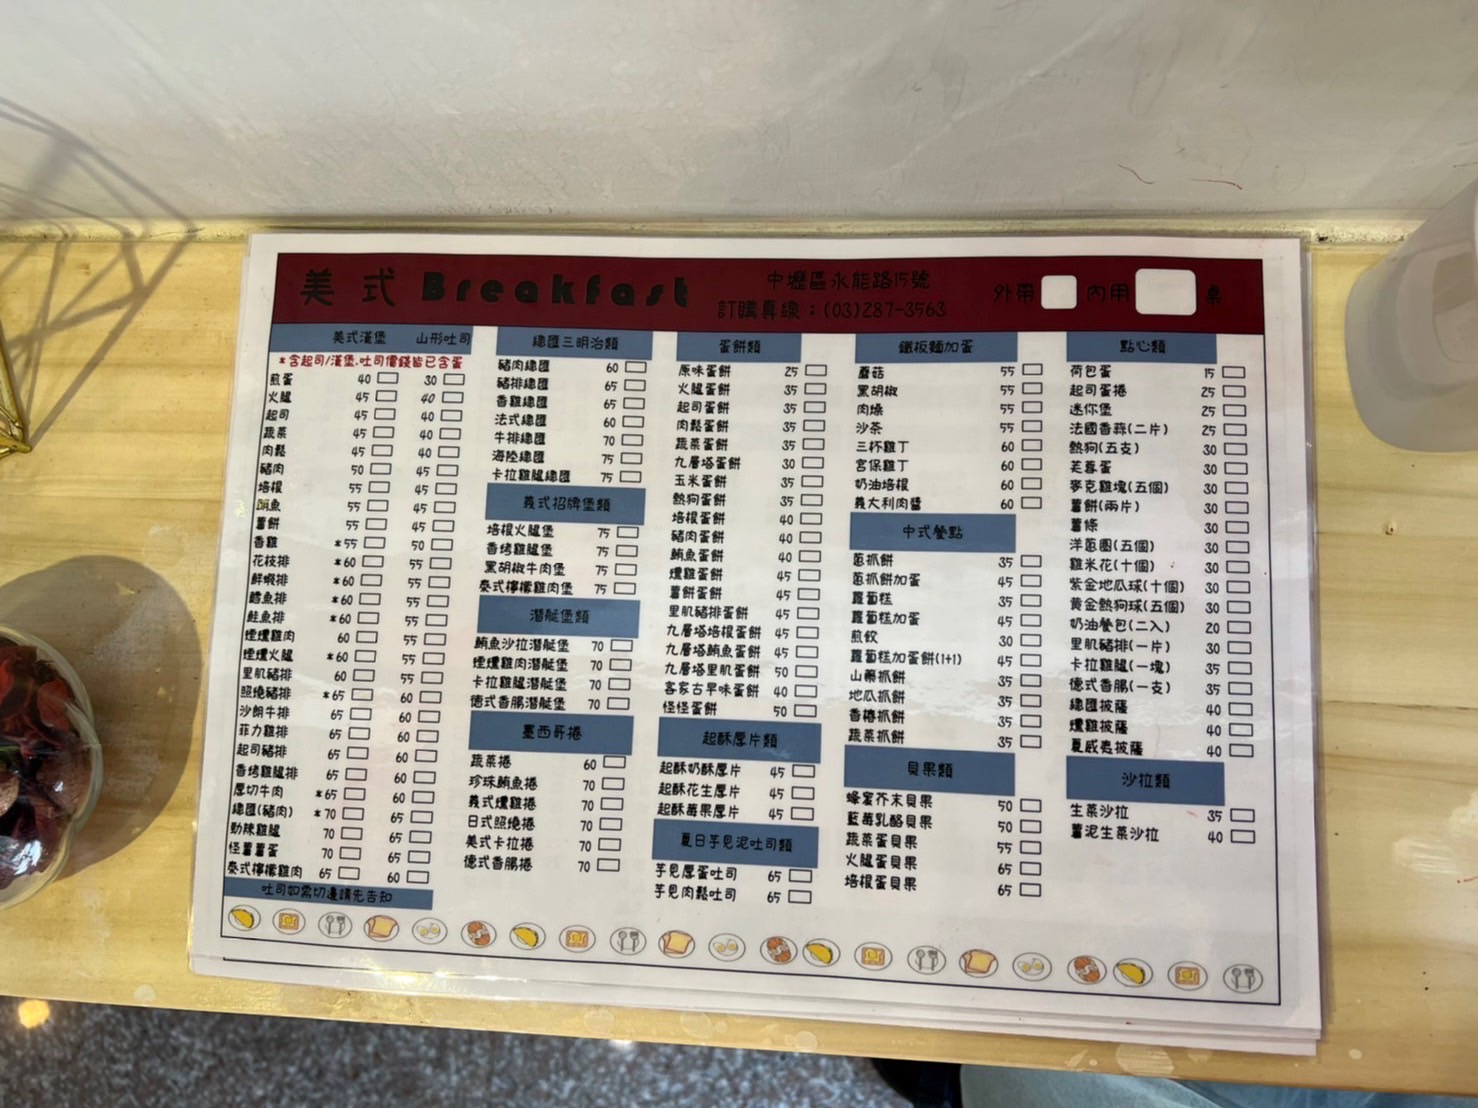 美式 Breakfast
中壢區永能路15號
訂購專線：(03)287-3563
外帶 內用 桌
美式漢堡 山形吐司
*含起司/漢堡.吐司價錢皆已含蛋
煎蛋 40 30
火腿 45 40
起司 45 40
蔬菜 45 40
肉鬆 45 40
豬肉 50 45
培根 55 45
鮪魚 55 45
薯餅 55 45
香雞 *55 50
花枝排 *60 55
鮮蝦排 *60 55
鱈魚排 *60 55
鮭魚排 *60 55
煙燻雞肉 60 55
煙燻火腿 *60 55
里肌豬排 60 55
照燒豬排 *65 60
沙朗牛排 65 60
菲力雞排 65 60
起司豬排 65 60
香烤雞腿排 65 60
厚切牛肉 *65 60
總匯(豬肉) *70 65
勁辣雞腿 70 65
怪薯薯蛋 70 65
泰式檸檬雞肉 65 60
吐司如需切邊請先告知
總匯三明治類
豬肉總匯 60
豬排總匯 65
香雞總匯 65
法式總匯 60
牛排總匯 70
海陸總匯 75
卡拉雞腿總匯 75
義式招牌堡類
培根火腿堡 75
香烤雞腿堡 75
黑胡椒牛肉堡 75
泰式檸檬雞肉堡 75
潛艇堡類
鮪魚沙拉潛艇堡 70
煙燻雞肉潛艇堡 70
卡拉雞腿潛艇堡 70
德式香腸潛艇堡 70
墨西哥捲
蔬菜捲 60
珍珠鮪魚捲 70
義式燻雞捲 70
日式照燒捲 70
美式卡拉捲 70
德式香腸捲 70
蛋餅類
原味蛋餅 25
火腿蛋餅 35
起司蛋餅 35
肉鬆蛋餅 35
蔬菜蛋餅 35
九層塔蛋餅 30
玉米蛋餅 35
熱狗蛋餅 35
培根蛋餅 40
豬肉蛋餅 40
鮪魚蛋餅 40
燻雞蛋餅 45
薯餅蛋餅 45
里肌豬排蛋餅 45
九層塔培根蛋餅 45
九層塔鮪魚蛋餅 45
九層塔里肌蛋餅 50
客家古早味蛋餅 40
怪怪蛋餅 50
起酥厚片類
起酥奶酥厚片 45
起酥花生厚片 45
起酥莓果厚片 45
夏日芋見泥吐司類
芋見厚蛋吐司 65
芋見肉鬆吐司 65
鐵板麵加蛋
蘑菇 55
黑胡椒 55
肉燥 55
沙茶 55
三杯雞丁 60
宮保雞丁 60
奶油培根 60
義大利肉醬 60
中式餐點
蔥抓餅 35
蔥抓餅加蛋 45
蘿蔔糕 35
蘿蔔糕加蛋 45
煎餃 30
蘿蔔糕加蛋餅(1+1) 45
山藥抓餅 35
地瓜抓餅 35
香椿抓餅 35
蔬菜抓餅 35
貝果類
蜂蜜芥末貝果 50
藍莓乳酪貝果 50
蔬菜蛋貝果 55
火腿蛋貝果 65
培根蛋貝果 65
點心類
荷包蛋 15
起司蛋捲 25
迷你堡 25
法國香蒜(二片) 25
熱狗(五支) 30
芙蓉蛋 30
麥克雞塊(五個) 30
薯餅(兩片) 30
薯條 30
洋蔥圈(五個) 30
雞米花(十個) 30
紫金地瓜球(十個) 30
黃金熱狗球(五個) 30
奶油餐包(二入) 20
里肌豬排(一片) 30
卡拉雞腿(一塊) 35
德式香腸(一支) 35
總匯披薩 40
燻雞披薩 40
夏威夷披薩 40
沙拉類
生菜沙拉 35
薯泥生菜沙拉 40